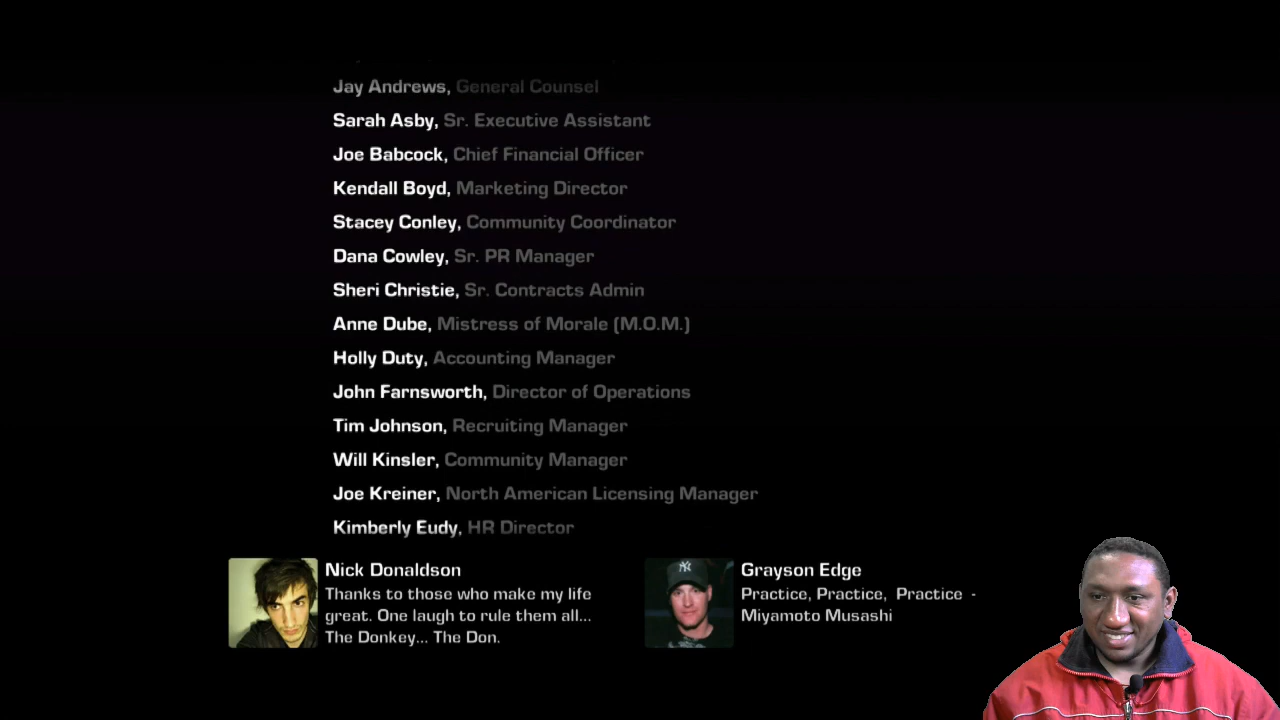 Jay Andrews, General Counsel
Sarah Asby, Sr. Executive Assistant
Joe Babcock, Chief Financial Officer
Kendall Boyd, Marketing Director
Stacey Conley, Community Coordinator
Dana Cowley, Sr. PR Manager
Sheri Christie, Sr. Contracts Admin
Anne Dube, Mistress of Morale (M.O.M.)
Holly Duty, Accounting Manager
John Farnsworth, Director of Operations
Tim Johnson, Recruiting Manager
Will Kinsler, Community Manager
Joe Kreiner, North American Licensing Manager
Kimberly Eudy, HR Director
Nick Donaldson
Thanks to those who make my life
great. One laugh to rule them all...
The Donkey... The Don.
Grayson Edge
Practice, Practice, Practice -
Miyamoto Musashi